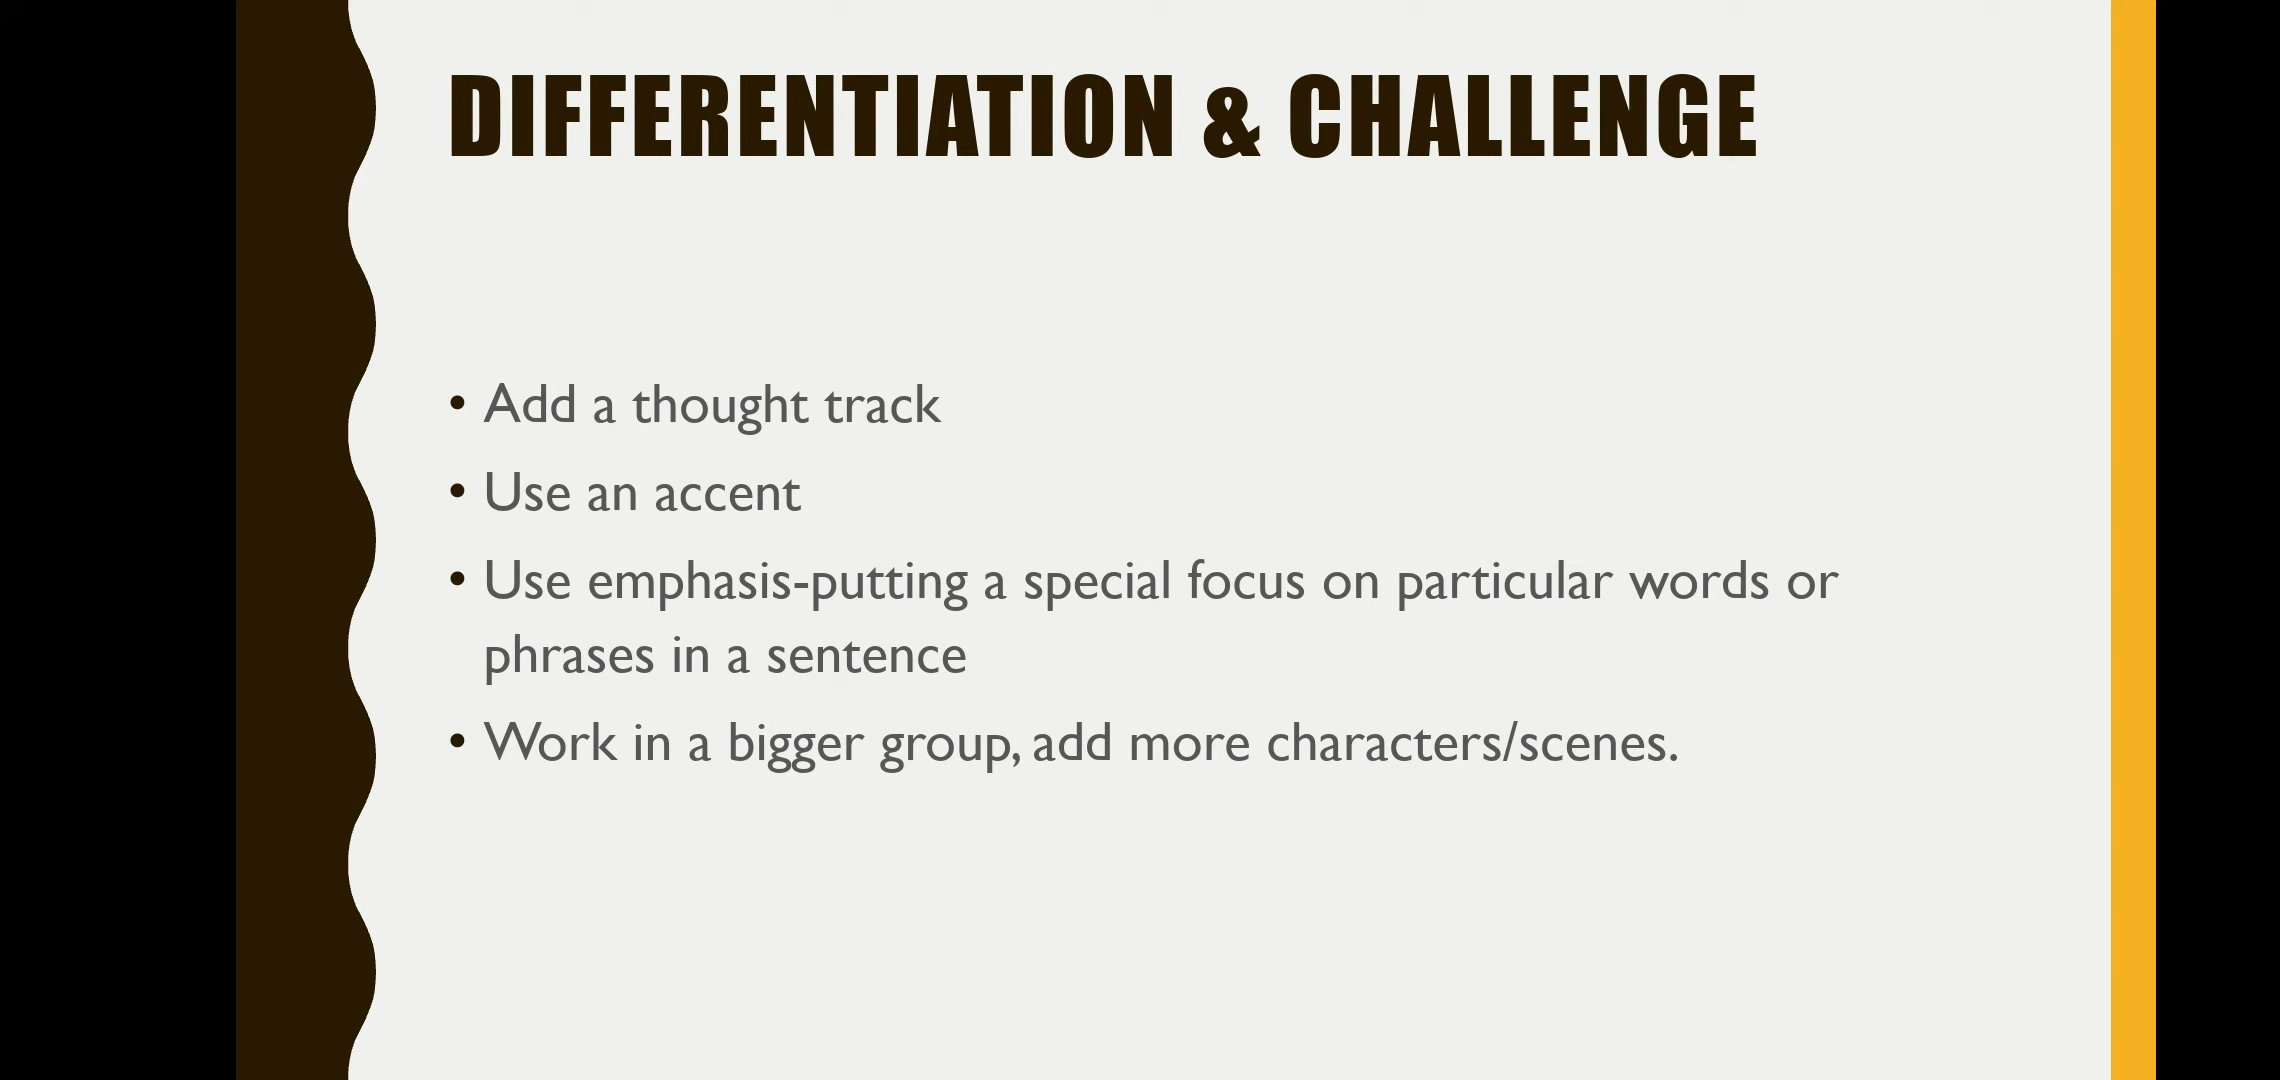 DIFFERENTIATION & CHALLENGE
• Add a thought track
• Use an accent
• Use emphasis-putting a special focus on particular words or
phrases in a sentence
• Work in a bigger group, add more characters/scenes.